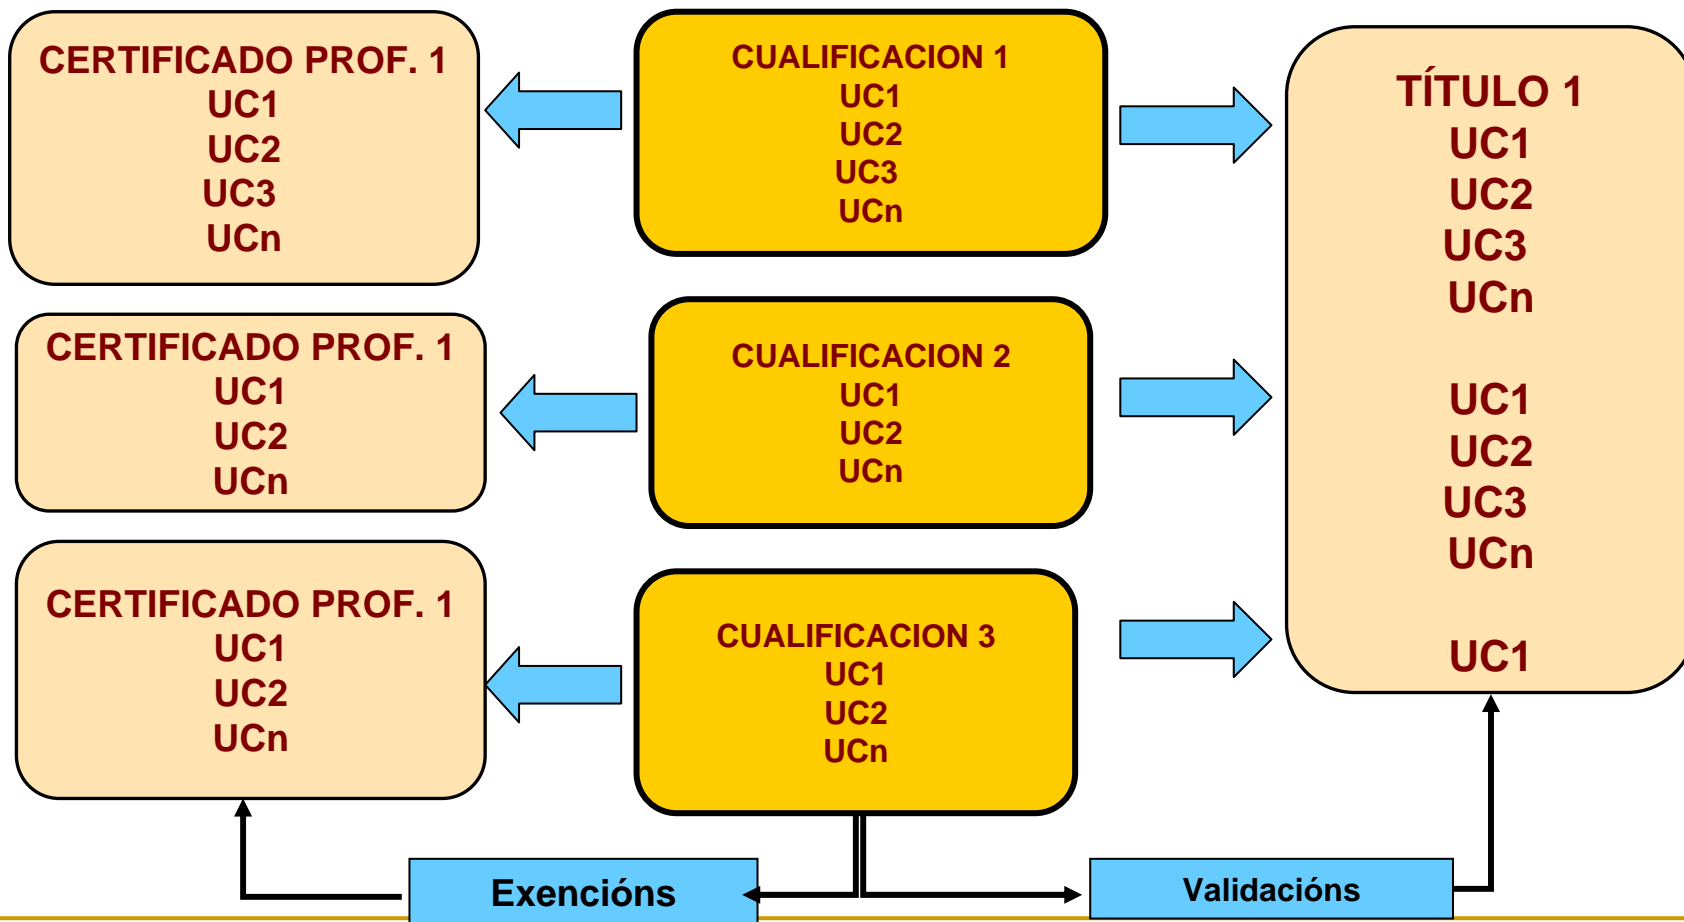 CERTIFICADO PROF. 1
UC1
UC2
UC3
UCn
CUALIFICACION 1
UC1
UC2
UC3
UCn
TÍTULO 1
UC1
UC2
UC3
UCn
UC1
UC2
UC3
UCn
UC1
CERTIFICADO PROF. 1
UC1
UC2
UCn
CUALIFICACION 2
UC1
UC2
UCn
CERTIFICADO PROF. 1
UC1
UC2
UCn
CUALIFICACION 3
UC1
UC2
UCn
Exencións
Validacións